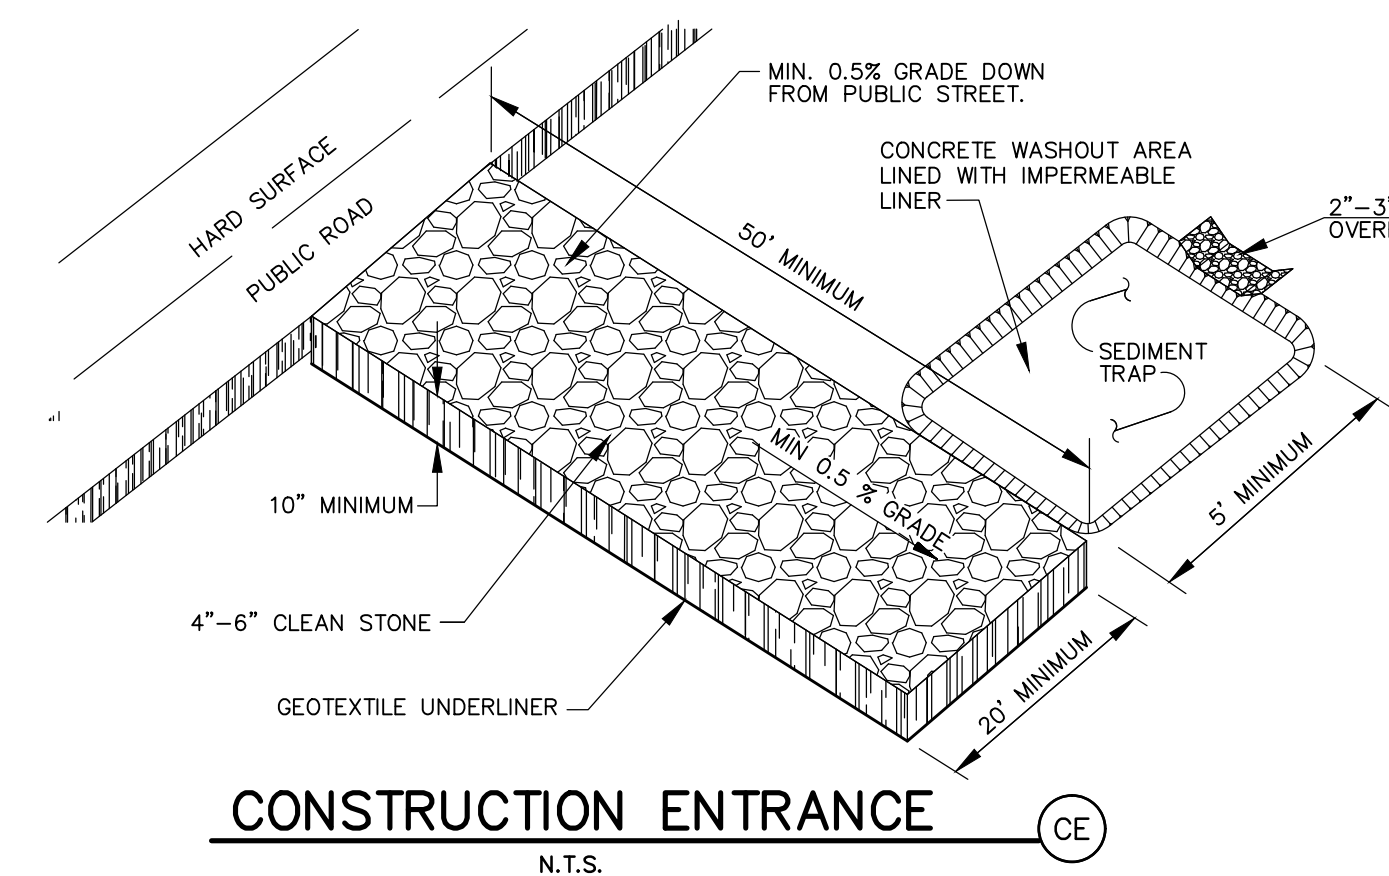 MIN. 0.5% GRADE DOWN
FROM PUBLIC STREET.
CONCRETE WASHOUT AREA
LINED WITH IMPERMEABLE
LINER
HARD SURFACE
PUBLIC ROAD
50' MINIMUM
2"-3"
SEDIMENT
TRAP
MIN 0.5 % GRADE
5' MINIMUM
10" MINIMUM
4"-6" CLEAN STONE
GEOTEXTILE UNDERLINER
20' MINIMUM
CONSTRUCTION ENTRANCE
CE
N.T.S.